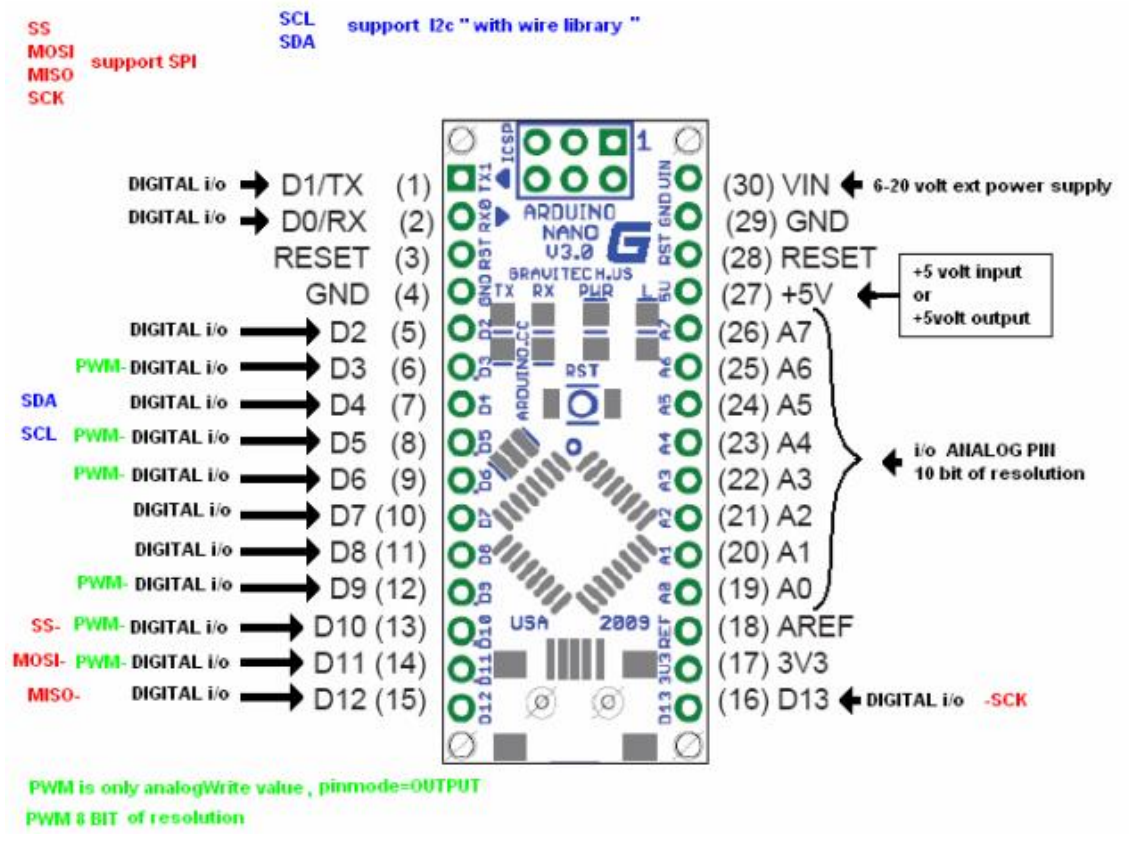 SS
MOSI
MISO
SCK
support SPI
SCL
SDA
support I2c " with wire library "
DIGITAL i/o D1/TX (1)
DIGITAL i/o D0/RX (2)
RESET (3)
GND (4)
DIGITAL i/o D2 (5)
PWM- DIGITAL i/o D3 (6)
SDA DIGITAL i/o D4 (7)
SCL PWM- DIGITAL i/o D5 (8)
PWM- DIGITAL i/o D6 (9)
DIGITAL i/o D7 (10)
DIGITAL i/o D8 (11)
PWM- DIGITAL i/o D9 (12)
SS- PWM- DIGITAL i/o D10 (13)
MOSI- PWM- DIGITAL i/o D11 (14)
MISO- DIGITAL i/o D12 (15)
ICSP
1
TX1
RX0
RST
GND
D2
D3
D4
D5
D6
D7
D8
D9
D10
D11
D12
ARDUINO
NANO
V3.0
G
GRAVITECH.US
TX RX PWR L
ARDUINO.CC
RST
USA 2009
VIN
GND
RST
5V
A7
A6
A5
A4
A3
A2
A1
A0
REF
3V3
D13
(30) VIN 6-20 volt ext power supply
(29) GND
(28) RESET
(27) +5V
+5 volt input
or
+5volt output
(26) A7
(25) A6
(24) A5
(23) A4
(22) A3
(21) A2
(20) A1
(19) A0
i/o ANALOG PIN
10 bit of resolution
(18) AREF
(17) 3V3
(16) D13 DIGITAL i/o -SCK
PWM is only analogWrite value , pinmode=OUTPUT
PWM 8 BIT of resolution